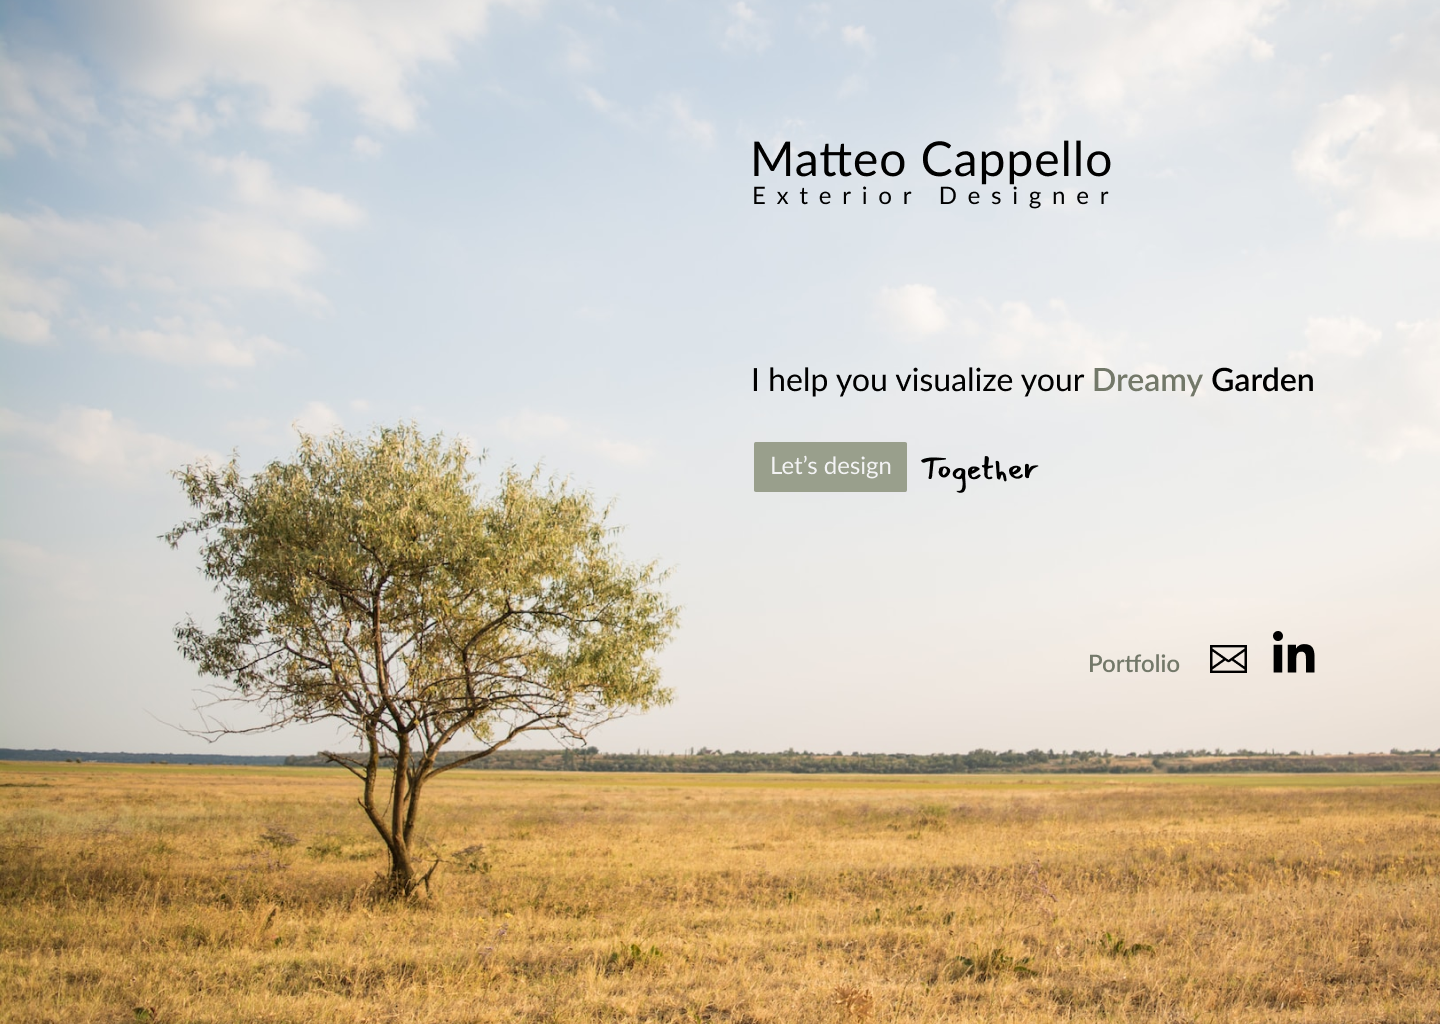 Matteo Cappello
Exterior Designer
I help you visualize your Dreamy Garden
Let’s design Together
Portfolio in